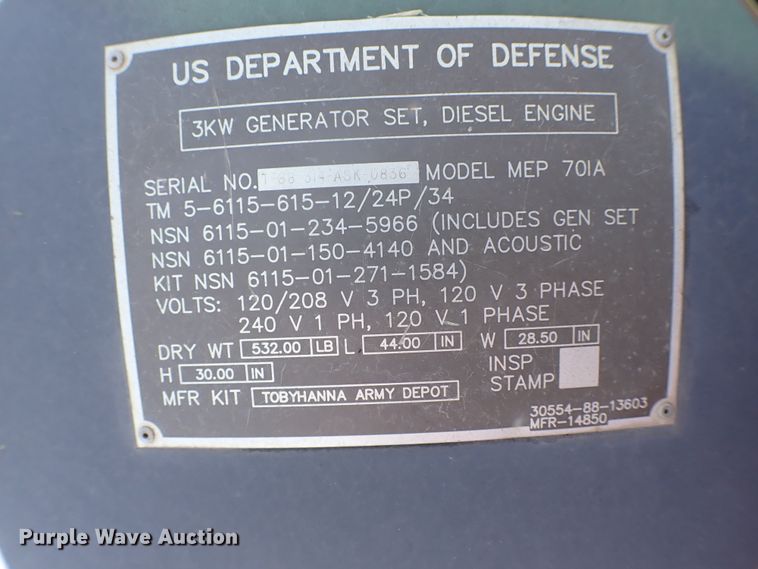 US DEPARTMENT OF DEFENSE
3KW GENERATOR SET, DIESEL ENGINE
SERIAL NO. MODEL MEP 701A
TM 5-6115-615-12/24P/34
NSN 6115-01-234-5966 (INCLUDES GEN SET
NSN 6115-01-150-4140 AND ACOUSTIC
KIT NSN 6115-01-271-1584)
VOLTS: 120/208 V 3 PH, 120 V 3 PHASE
240 V 1 PH, 120 V 1 PHASE
DRY WT 532.00 LB L 44.00 IN W 28.50 IN
H 30.00 IN
INSP
STAMP
MFR KIT TOBYHANNA ARMY DEPOT
30554-88-13603
MFR-14850
Purple Wave Auction